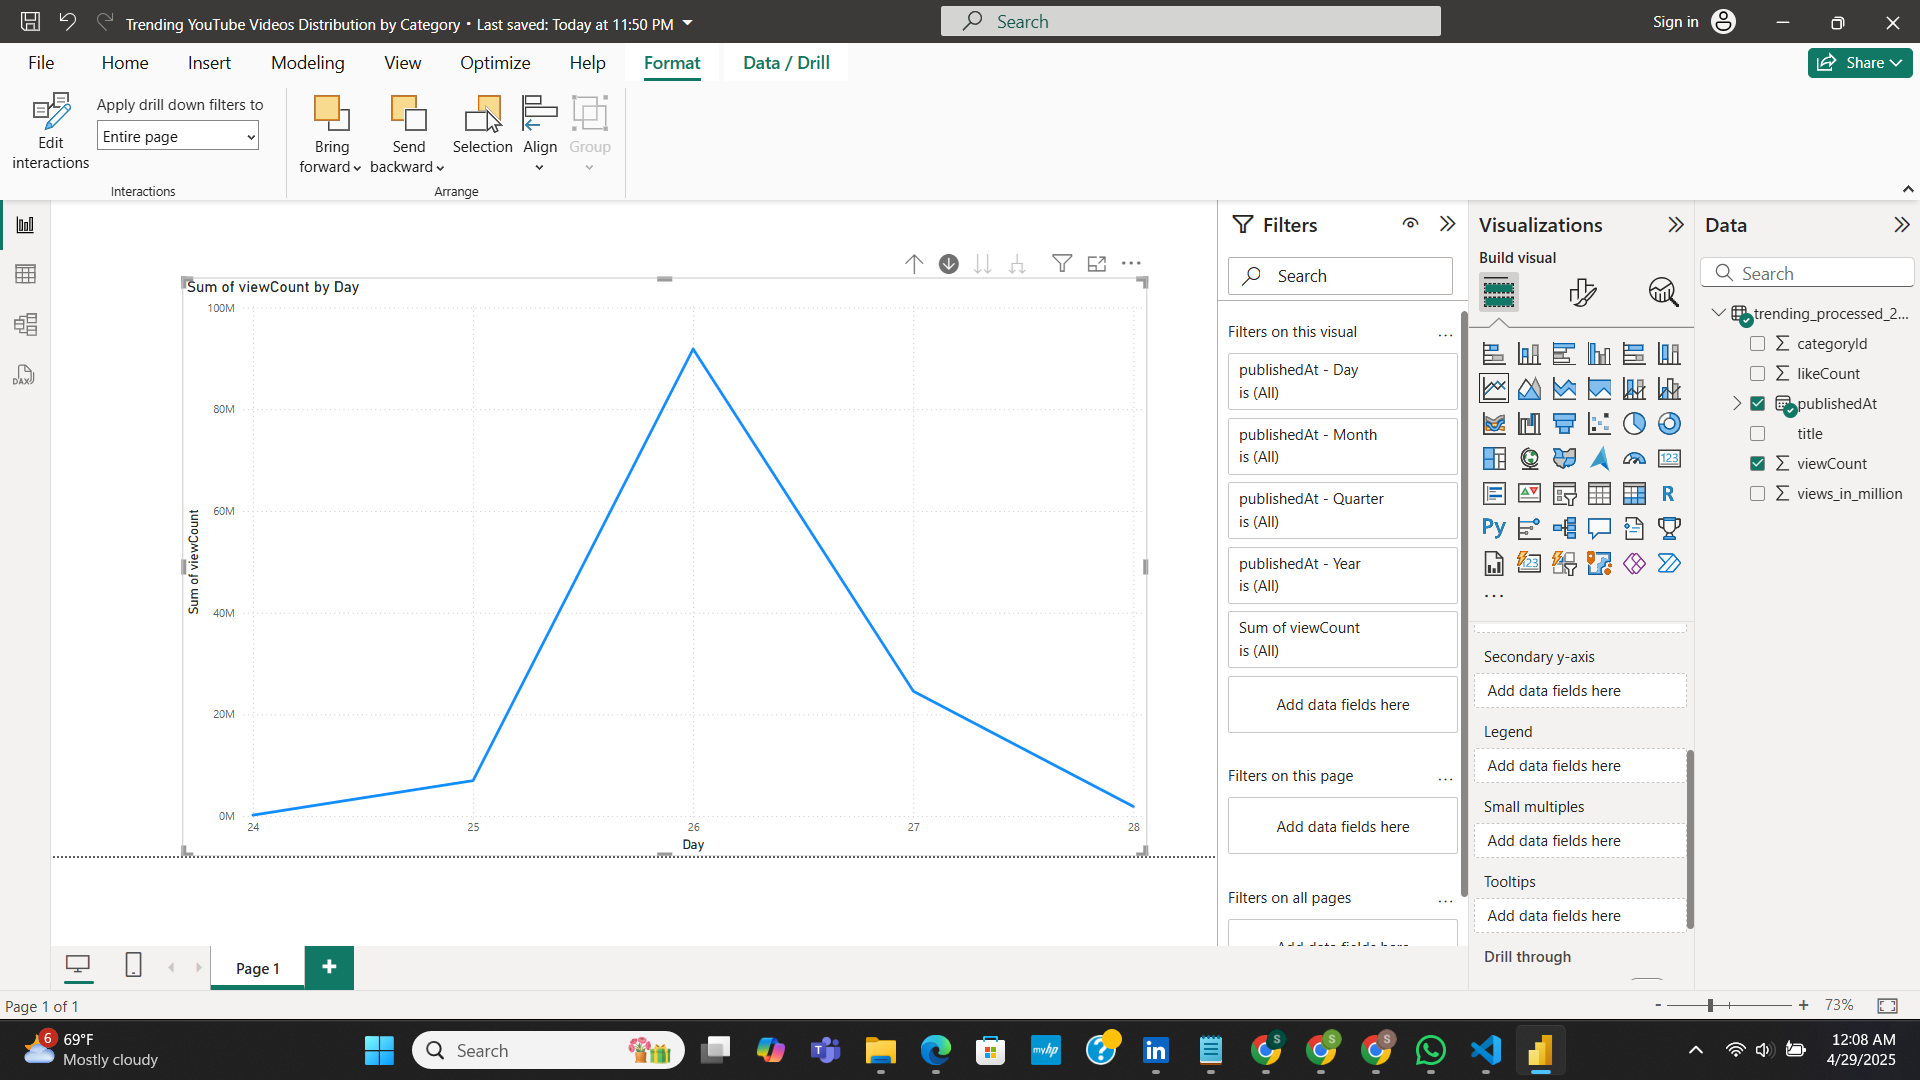 Trending YouTube Videos Distribution by Category • Last saved: Today at 11:50 PM
Search
Sign in
File
Home
Insert
Modeling
View
Optimize
Help
Format
Data / Drill
Share
Edit
interactions
Apply drill down filters to
Entire page
Interactions
Bring
forward
Send
backward
Selection
Align
Group
Arrange
Sum of viewCount by Day
100M
80M
60M
40M
20M
0M
Sum of viewCount
24
25
26
27
28
Day
Filters
Search
Filters on this visual
...
publishedAt - Day
is (All)
publishedAt - Month
is (All)
publishedAt - Quarter
is (All)
publishedAt - Year
is (All)
Sum of viewCount
is (All)
Add data fields here
Filters on this page
...
Add data fields here
Filters on all pages
...
Visualizations
Build visual
123
R
Py
123
...
Secondary y-axis
Add data fields here
Legend
Add data fields here
Small multiples
Add data fields here
Tooltips
Add data fields here
Drill through
Data
Search
trending_processed_2...
categoryId
likeCount
publishedAt
title
viewCount
views_in_million
DAX
Page 1
+
Page 1 of 1
- + 73%
6
69°F
Mostly cloudy
Search
myhp
S
S
S
12:08 AM
4/29/2025